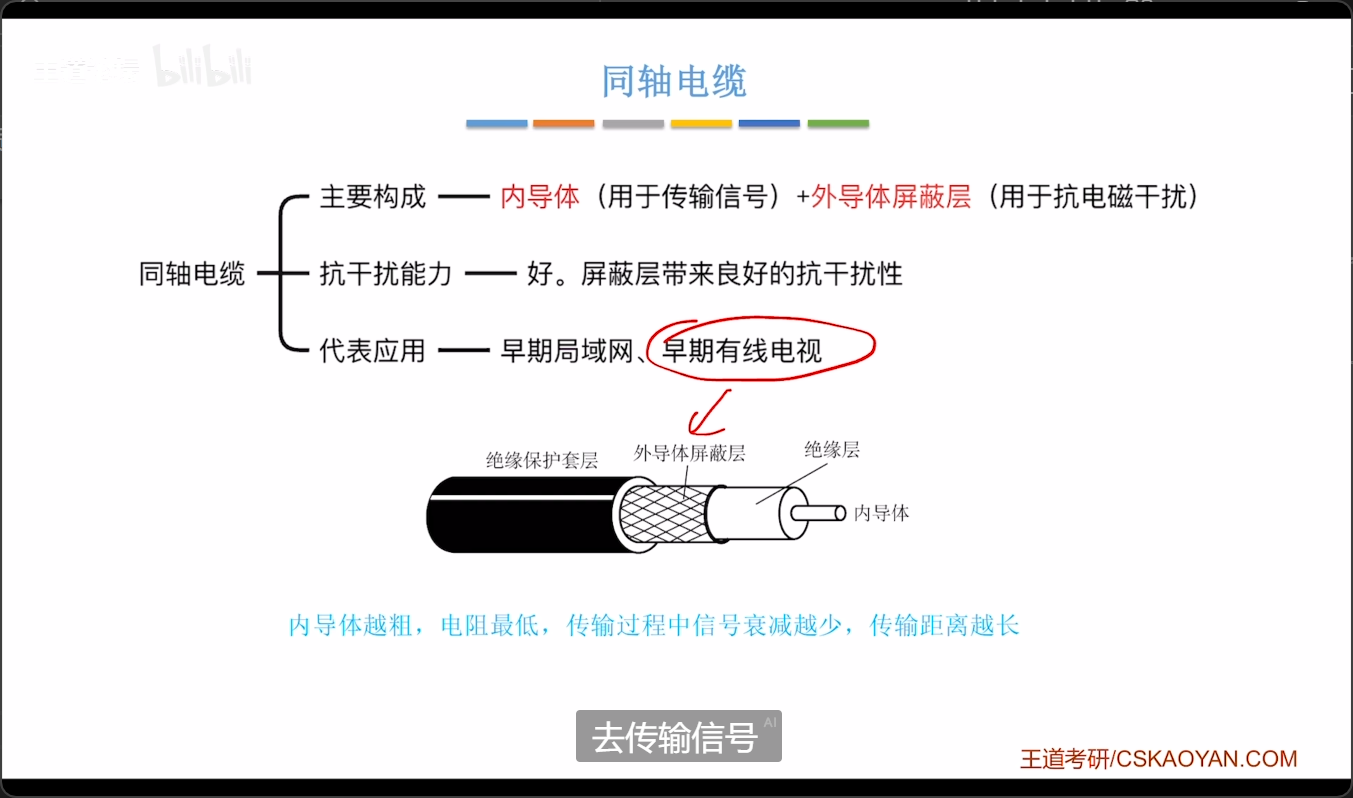 bilibili
同轴电缆
主要构成 内导体（用于传输信号）+外导体屏蔽层（用于抗电磁干扰）
同轴电缆 抗干扰能力 好。屏蔽层带来良好的抗干扰性
代表应用 早期局域网、早期有线电视
绝缘保护套层 外导体屏蔽层 绝缘层
内导体
内导体越粗，电阻最低，传输过程中信号衰减越少，传输距离越长
去传输信号 AI
王道考研/CSKAOYAN.COM